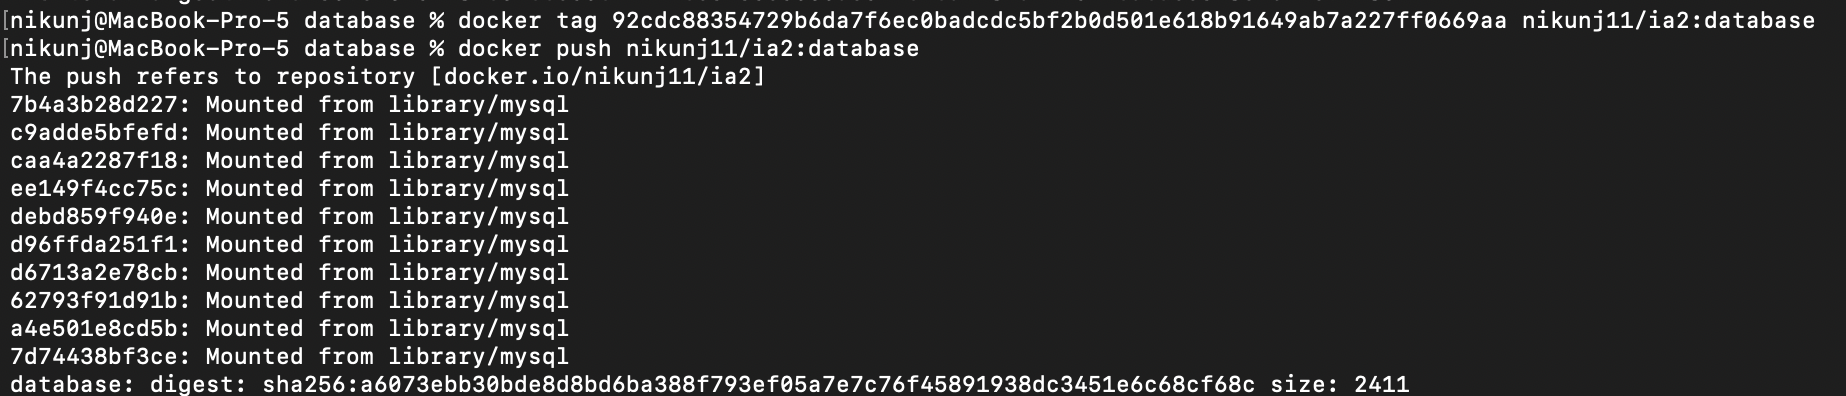 [nikunj@MacBook-Pro-5 database % docker tag 92cdc88354729b6da7f6ec0badcdc5bf2b0d501e618b91649ab7a227ff0669aa nikunj11/ia2:database
[nikunj@MacBook-Pro-5 database % docker push nikunj11/ia2:database
The push refers to repository [docker.io/nikunj11/ia2]
7b4a3b28d227: Mounted from library/mysql
c9adde5bfefd: Mounted from library/mysql
caa4a2287f18: Mounted from library/mysql
ee149f4cc75c: Mounted from library/mysql
debd859f940e: Mounted from library/mysql
d96ffda251f1: Mounted from library/mysql
d6713a2e78cb: Mounted from library/mysql
62793f91d91b: Mounted from library/mysql
a4e501e8cd5b: Mounted from library/mysql
7d74438bf3ce: Mounted from library/mysql
database: digest: sha256:a6073ebb30bde8d8bd6ba388f793ef05a7e7c76f45891938dc3451e6c68cf68c size: 2411